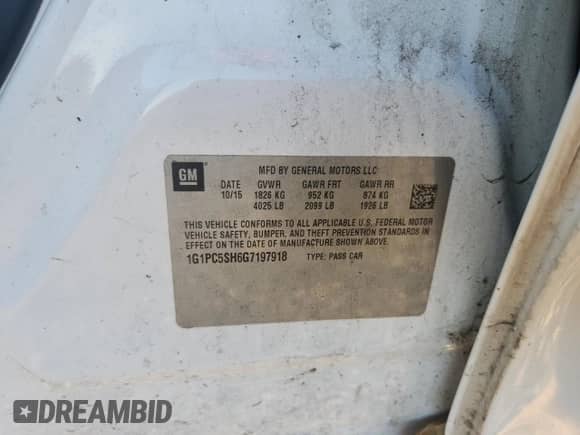 GM
MFD BY GENERAL MOTORS LLC
DATE GVWR GAWR FRT GAWR RR
10/15 1826 KG 952 KG 874 KG
4025 LB 2099 LB 1926 LB
THIS VEHICLE CONFORMS TO ALL APPLICABLE U.S. FEDERAL MOTOR
VEHICLE SAFETY, BUMPER, AND THEFT PREVENTION STANDARDS IN
EFFECT ON THE DATE OF MANUFACTURE SHOWN ABOVE.
1G1PC5SH6G7197918 TYPE: PASS CAR
DREAMBID